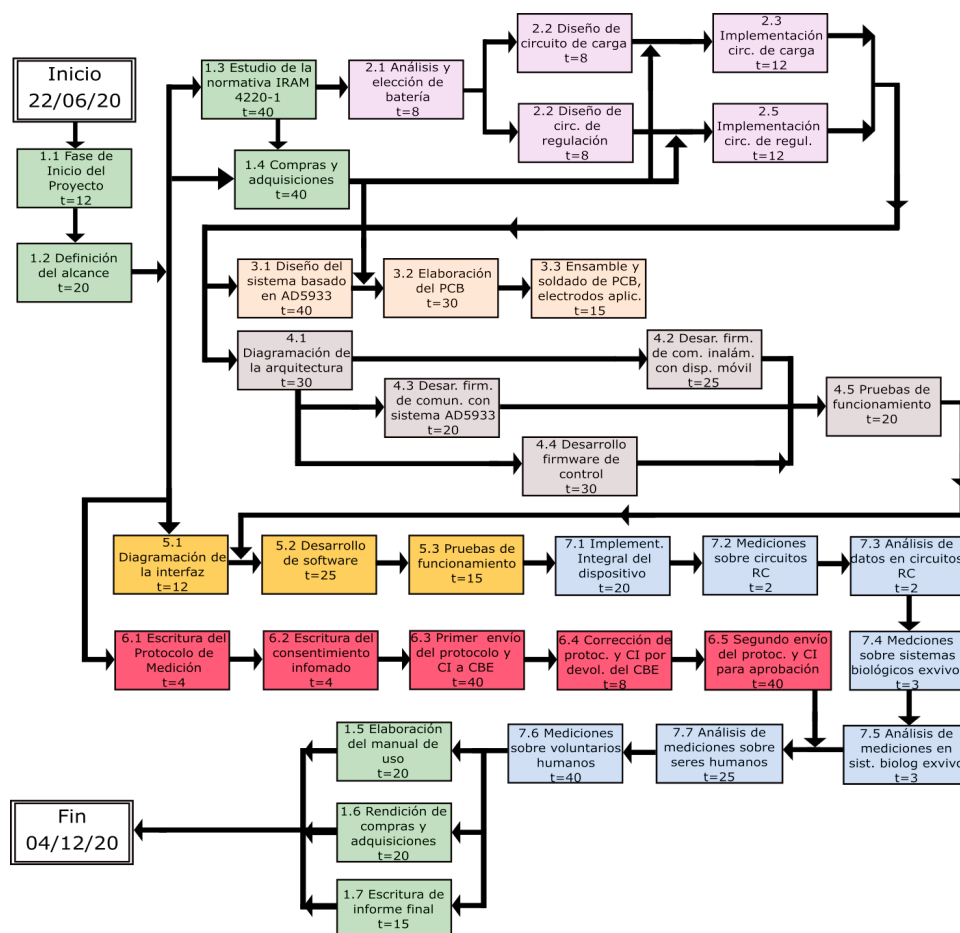 Inicio
22/06/20
1.1 Fase de
Inicio del
Proyecto
t=12
1.2 Definición
del alcance
t=20
1.3 Estudio de la
normativa IRAM
4220-1
t=40
1.4 Compras y
adquisiciones
t=40
2.1 Análisis y
elección de
batería
t=8
2.2 Diseño de
circuito de carga
t=8
2.3
Implementación
circ. de carga
t=12
2.2 Diseño de
circ. de
regulación
t=8
2.5
Implementación
circ. de regul.
t=12
3.1 Diseño del
sistema basado
en AD5933
t=40
3.2 Elaboración
del PCB
t=30
3.3 Ensamble y
soldado de PCB,
electrodos aplic.
t=15
4.1
Diagramación de
la arquitectura
t=30
4.2 Desar. firm.
de com. inalám.
con disp. móvil
t=25
4.3 Desar. firm.
de comun. con
sistema AD5933
t=20
4.4 Desarrollo
firmware de
control
t=30
4.5 Pruebas de
funcionamiento
t=20
5.1
Diagramación de
la interfaz
t=12
5.2 Desarrollo
de software
t=25
5.3 Pruebas de
funcionamiento
t=15
7.1 Implement.
Integral del
dispositivo
t=20
7.2 Mediciones
sobre circuitos
RC
t=2
7.3 Análisis de
datos en circuitos
RC
t=2
6.1 Escritura del
Protocolo de
Medición
t=4
6.2 Escritura del
consentimiento
infomado
t=4
6.3 Primer envío
del protocolo y
CI a CBE
t=40
6.4 Corrección de
protoc. y CI por
devol. del CBE
t=8
6.5 Segundo envío
del protoc. y CI
para aprobación
t=40
7.4 Medciones
sobre sistemas
biológicos exvivo
t=3
7.5 Análisis de
mediciones en
sist. biolog exvivo
t=3
7.7 Análisis de
mediciones sobre
seres humanos
t=25
7.6 Mediciones
sobre voluntarios
humanos
t=40
1.5 Elaboración
del manual de
uso
t=20
1.6 Rendición de
compras y
adquisiciones
t=20
1.7 Escritura de
informe final
t=15
Fin
04/12/20